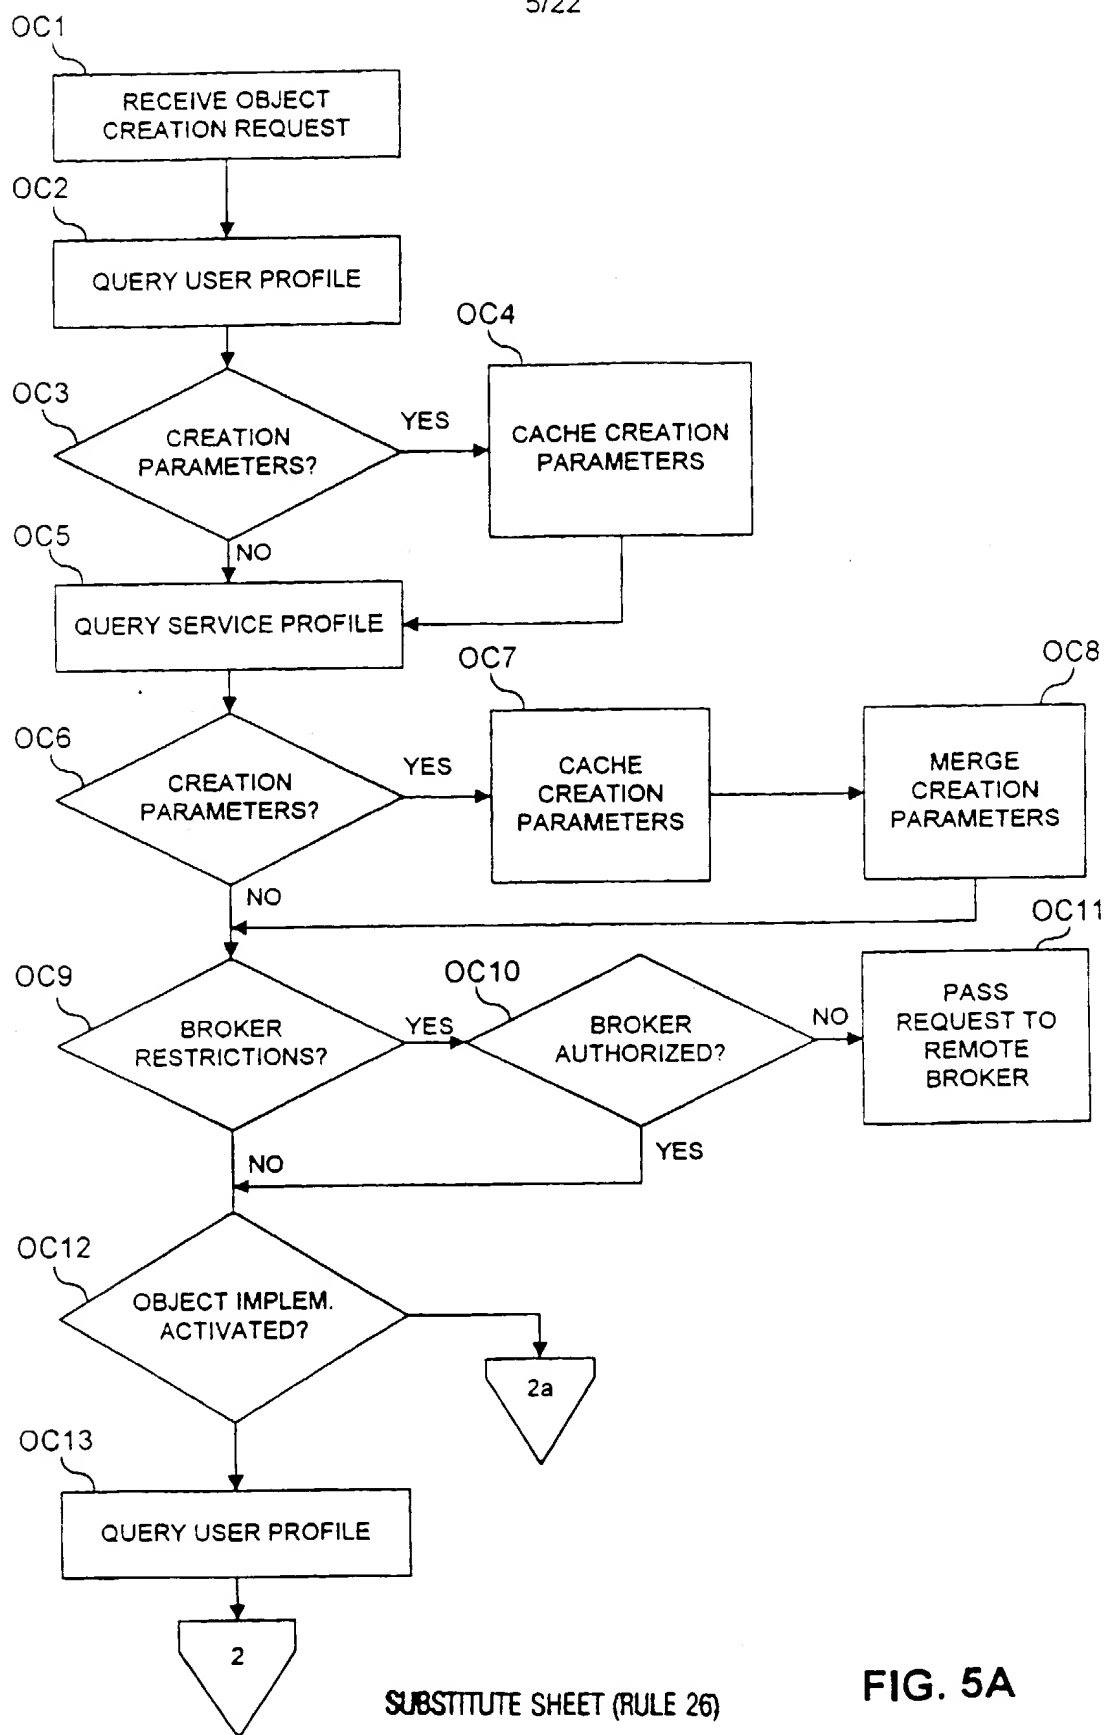 5/22
OC1
RECEIVE OBJECT
CREATION REQUEST
OC2
QUERY USER PROFILE
OC3
CREATION
PARAMETERS?
YES
OC4
CACHE CREATION
PARAMETERS
NO
OC5
QUERY SERVICE PROFILE
OC6
CREATION
PARAMETERS?
YES
OC7
CACHE
CREATION
PARAMETERS
OC8
MERGE
CREATION
PARAMETERS
NO
OC9
BROKER
RESTRICTIONS?
YES
OC10
BROKER
AUTHORIZED?
NO
OC11
PASS
REQUEST TO
REMOTE
BROKER
NO
YES
OC12
OBJECT IMPLEM.
ACTIVATED?
2a
OC13
QUERY USER PROFILE
2
SUBSTITUTE SHEET (RULE 26)
FIG. 5A